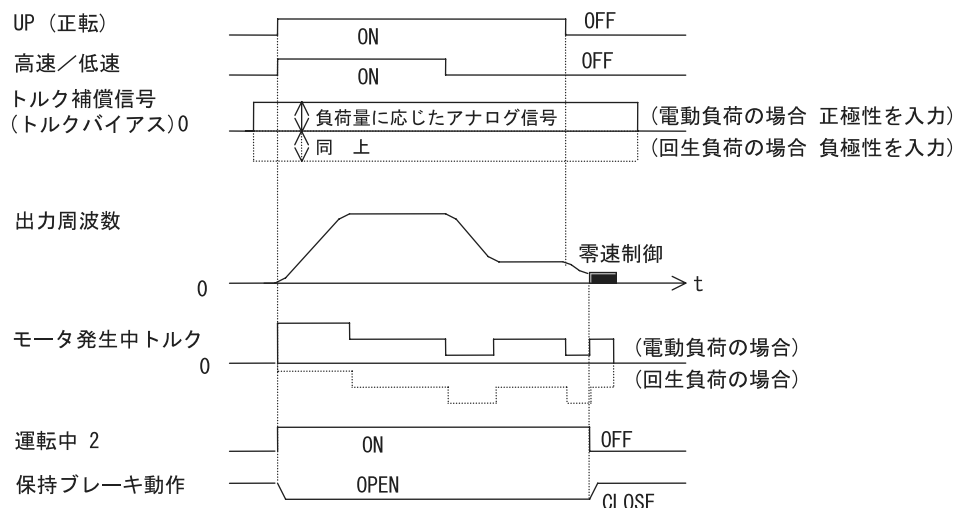 UP (正転)
ON
OFF
高速／低速
ON
OFF
トルク補償信号
(トルクバイアス)0
負荷量に応じたアナログ信号
(電動負荷の場合 正極性を入力)
同 上
(回生負荷の場合 負極性を入力)
出力周波数
零速制御
0
t
モータ発生中トルク
0
(電動負荷の場合)
(回生負荷の場合)
運転中 2
ON
OFF
保持ブレーキ動作
OPEN
CLOSE